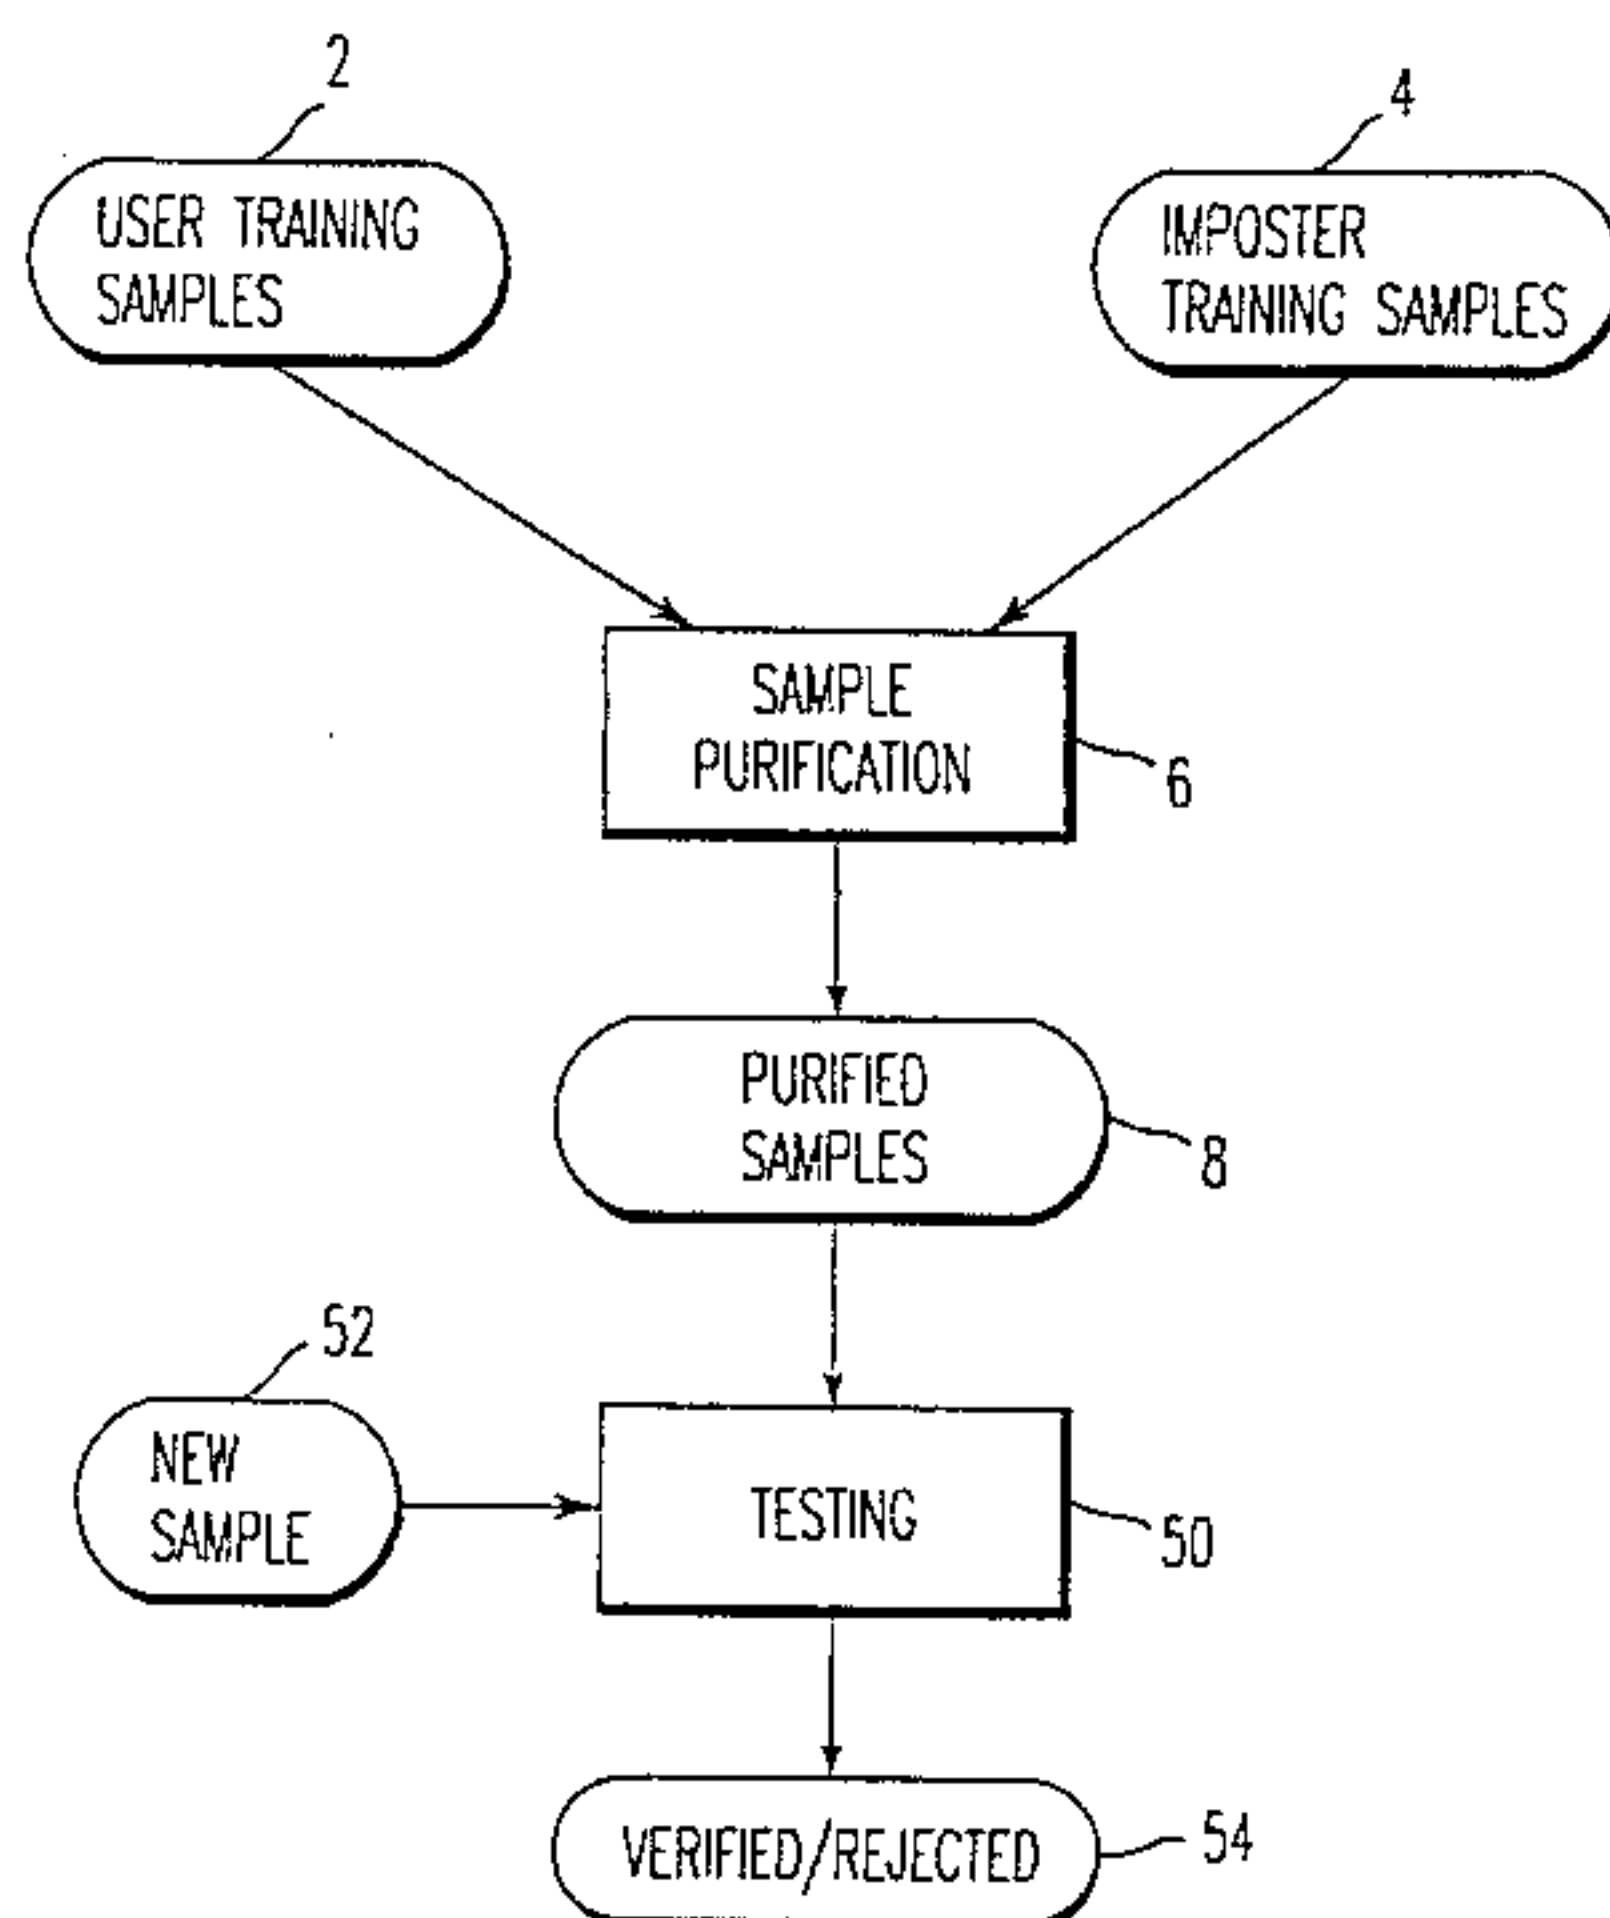 2
4
USER TRAINING
SAMPLES
IMPOSTER
TRAINING SAMPLES
SAMPLE
PURIFICATION
6
PURIFIED
SAMPLES
8
52
NEW
SAMPLE
TESTING
50
VERIFIED/REJECTED
54